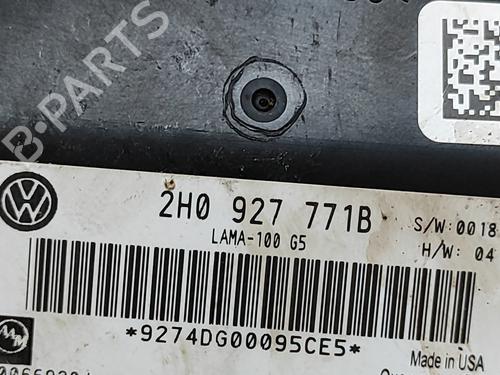 B-PARTS
2H0 927 771B
LAMA-100 G5
S/W:0018
H/W: 04
*9274DG00095CE5*
Made in USA